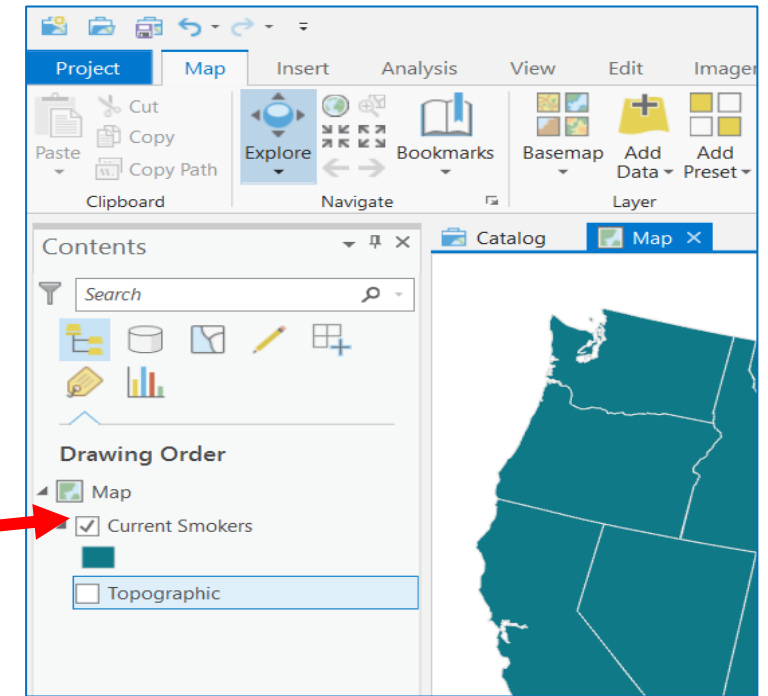 Project Map Insert Analysis View Edit Imager
Paste
Cut
Copy
Copy Path
Clipboard
Explore
Bookmarks
Navigate
Basemap
Add Data
Add Preset
Layer
Contents
Catalog Map
Search
Drawing Order
Map
Current Smokers
Topographic